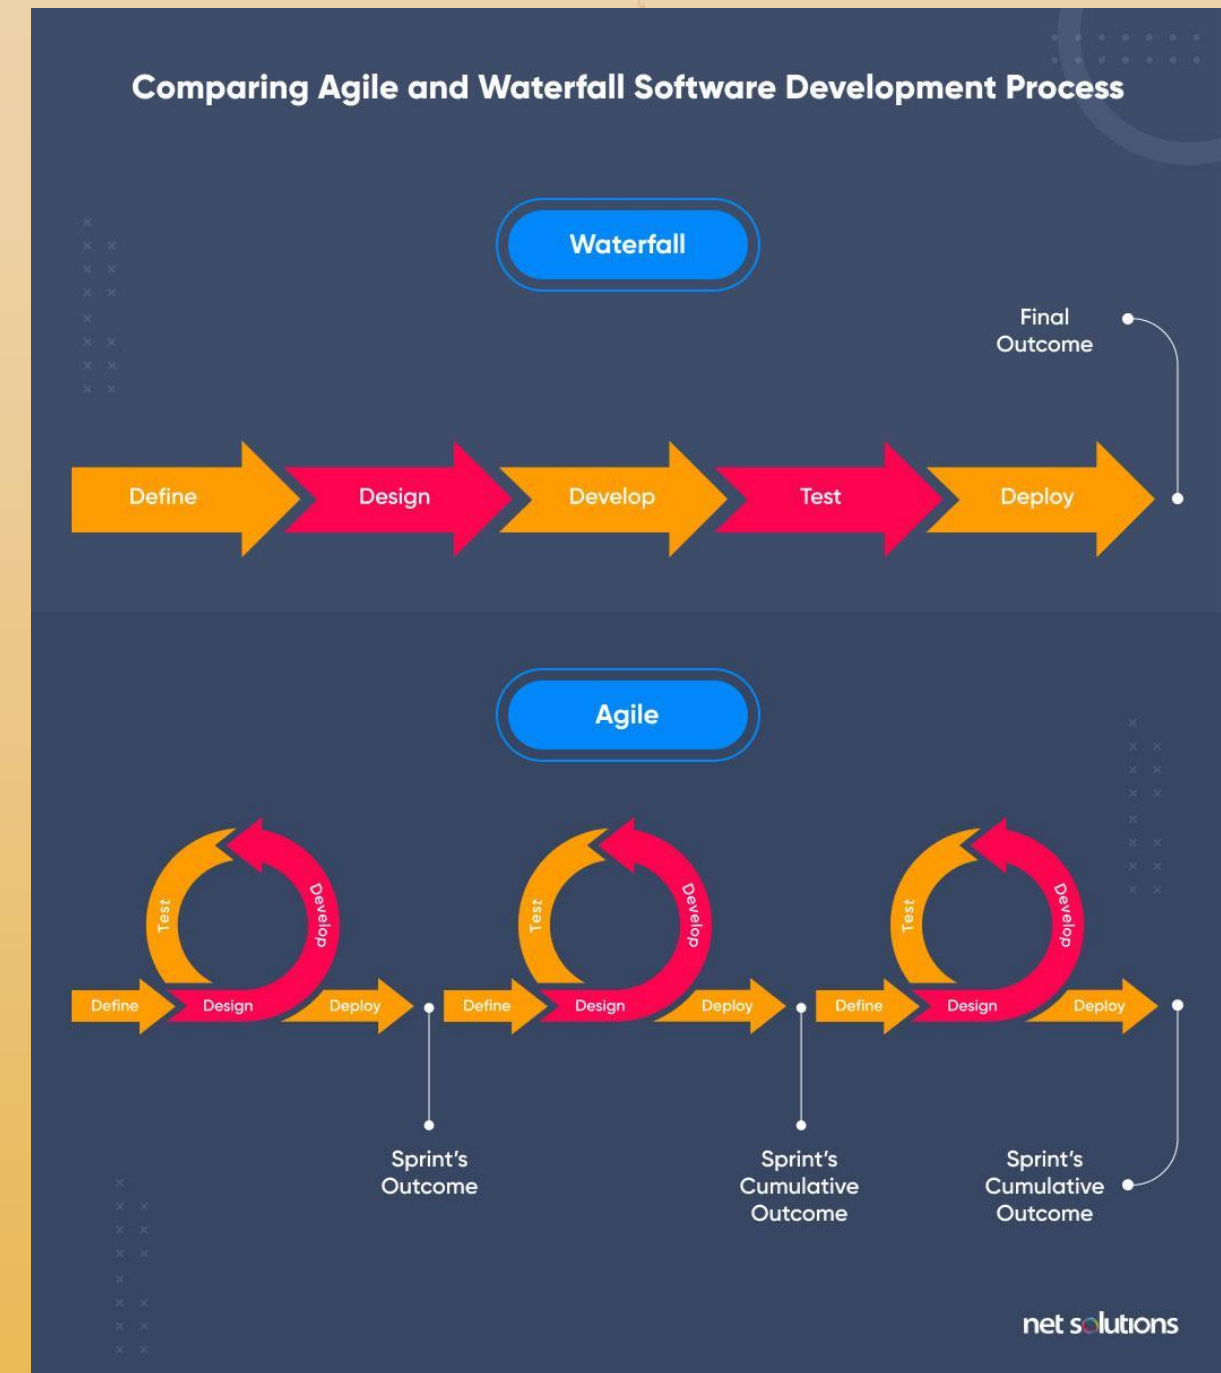 Comparing Agile and Waterfall Software Development Process
Waterfall
Final
Outcome
Define
Design
Develop
Test
Deploy
Agile
Test
Develop
Define
Design
Deploy
Test
Develop
Define
Design
Deploy
Test
Develop
Define
Design
Deploy
Sprint's
Outcome
Sprint's
Cumulative
Outcome
Sprint's
Cumulative
Outcome
net solutions